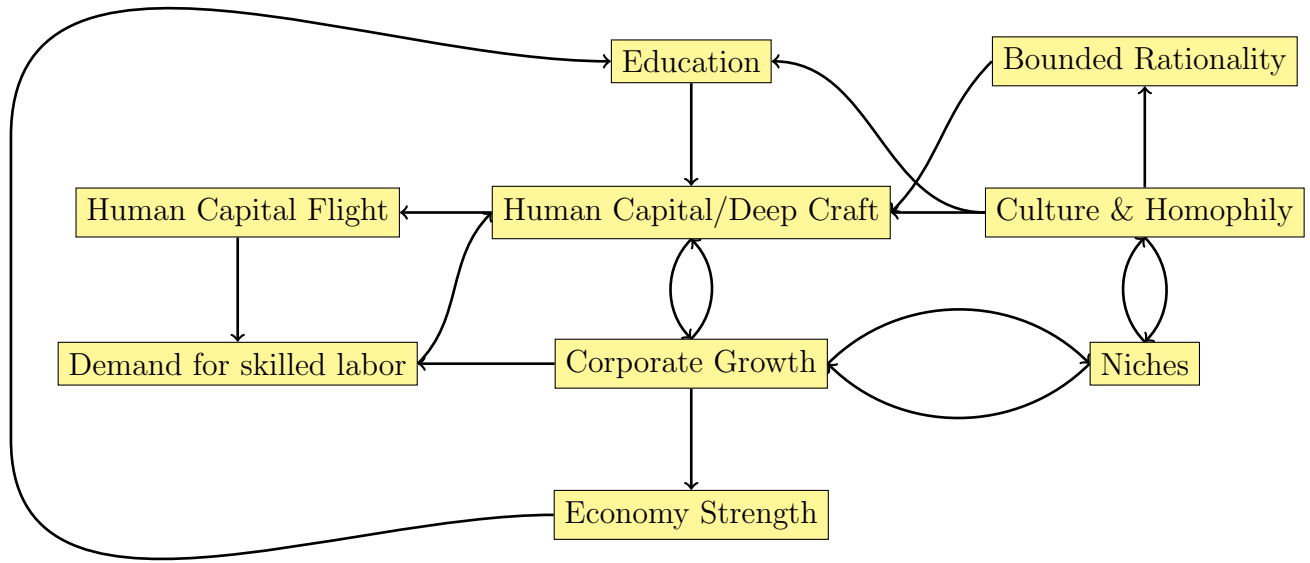 Education
Bounded Rationality
Human Capital Flight
Human Capital/Deep Craft
Culture & Homophily
Demand for skilled labor
Corporate Growth
Niches
Economy Strength